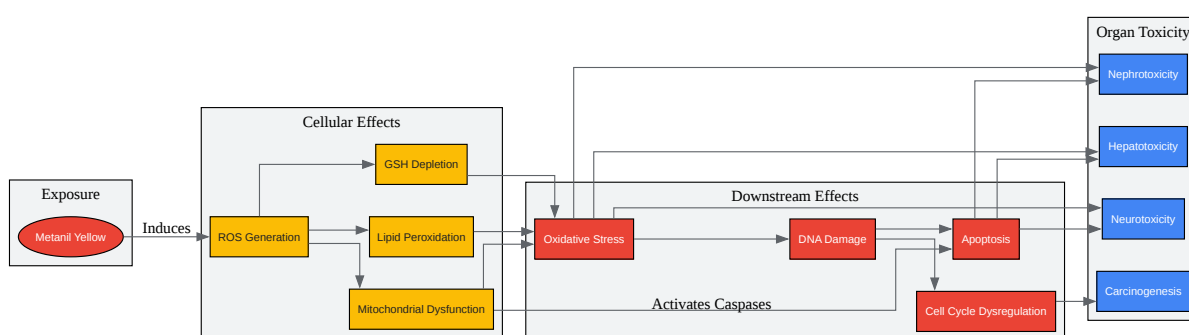 Exposure
Metanil Yellow
Induces
Cellular Effects
GSH Depletion
ROS Generation
Lipid Peroxidation
Mitochondrial Dysfunction
Downstream Effects
Oxidative Stress
DNA Damage
Apoptosis
Activates Caspases
Cell Cycle Dysregulation
Organ Toxicity
Nephrotoxicity
Hepatotoxicity
Neurotoxicity
Carcinogenesis